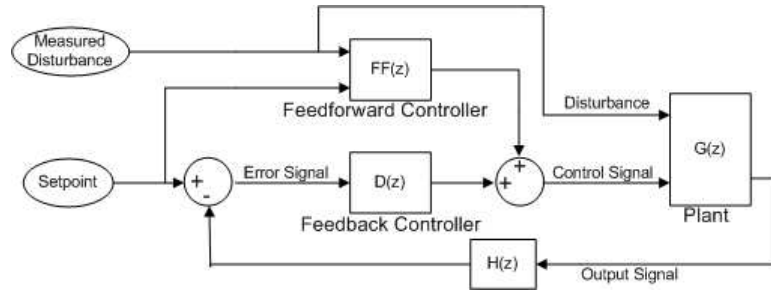 Measured
Disturbance
FF(z)
Feedforward Controller
Disturbance
G(z)
Plant
Setpoint
+
-
Error Signal
D(z)
Feedback Controller
+
+
Control Signal
H(z)
Output Signal